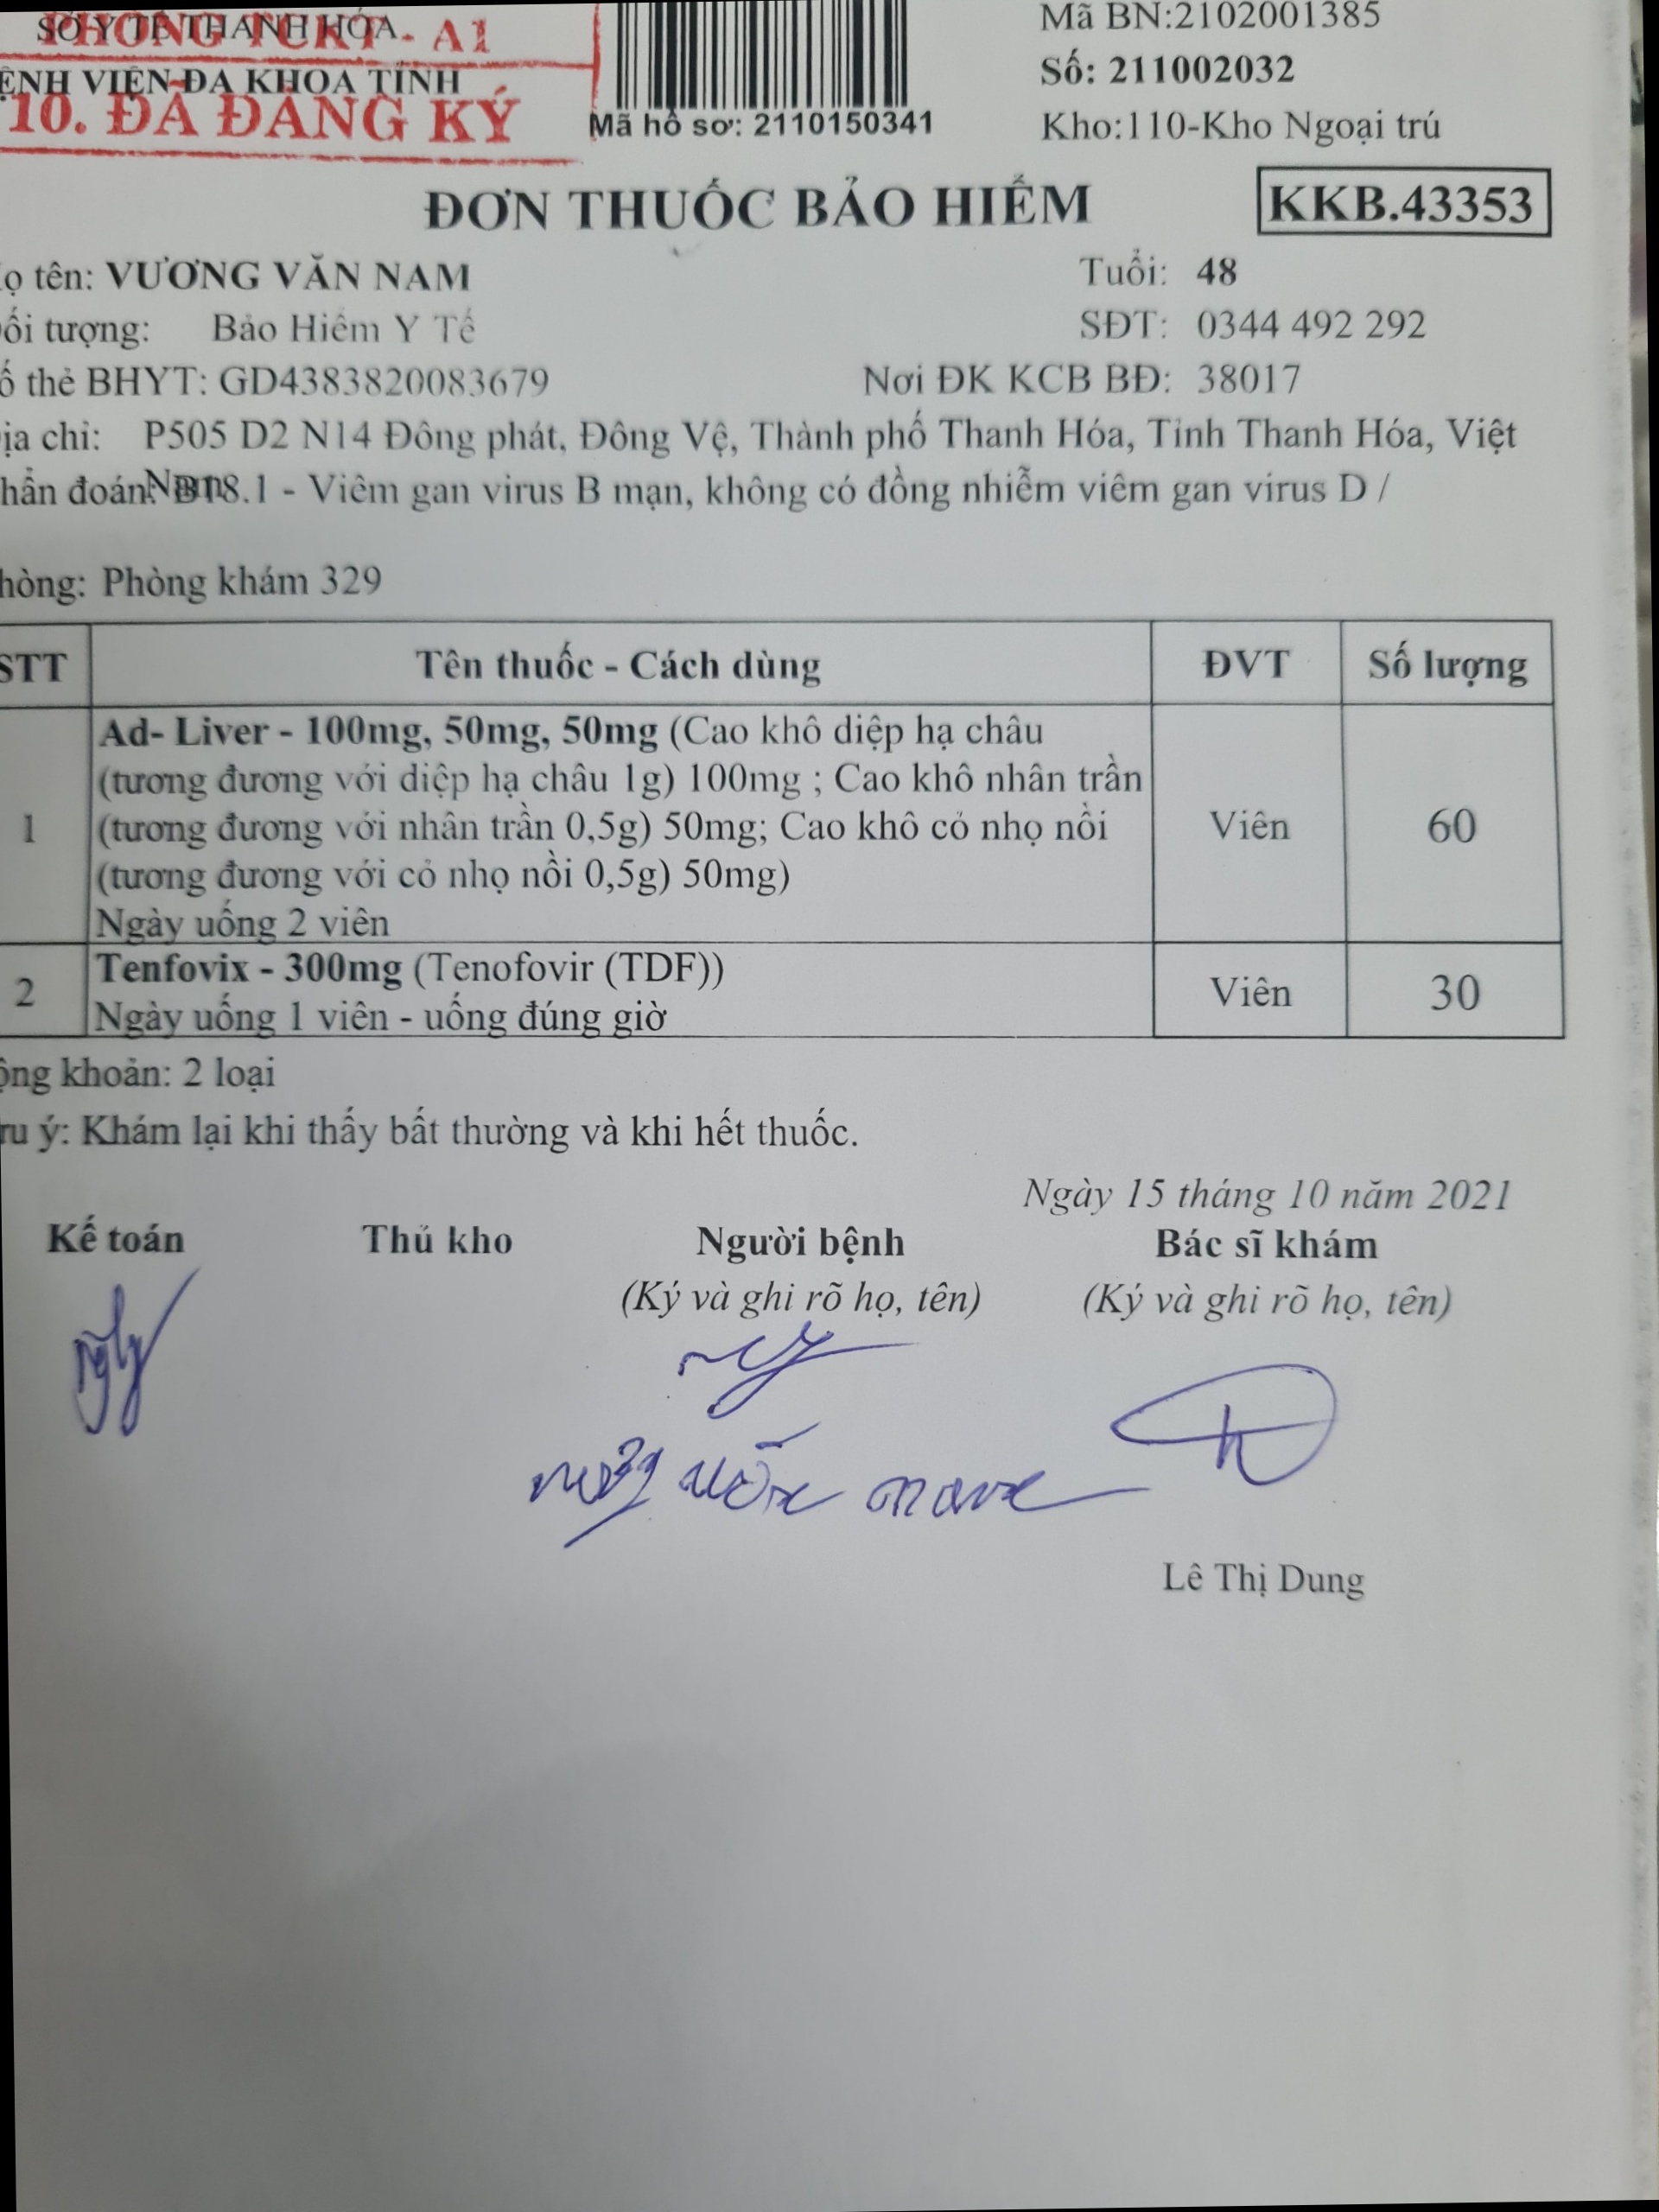 SỞ Y TẾ THANH HÓA
PHÒNG TCKT - A1
ỆNH VIỆN ĐA KHOA TỈNH
10. ĐÃ ĐĂNG KÝ
Mã hồ sơ: 2110150341
Mã BN:2102001385
Số: 211002032
Kho:110-Kho Ngoại trú
ĐƠN THUỐC BẢO HIỂM
KKB.43353
ọ tên: VƯƠNG VĂN NAM Tuổi: 48
ối tượng: Bảo Hiểm Y Tế SĐT: 0344 492 292
ố thẻ BHYT: GD4383820083679 Nơi ĐK KCB BĐ: 38017
ịa chỉ: P505 D2 N14 Đông phát, Đông Vệ, Thành phố Thanh Hóa, Tỉnh Thanh Hóa, Việt
Nam
hẩn đoán: B18.1 - Viêm gan virus B mạn, không có đồng nhiễm viêm gan virus D /
hòng: Phòng khám 329
STT Tên thuốc - Cách dùng ĐVT Số lượng
1 Ad- Liver - 100mg, 50mg, 50mg (Cao khô diệp hạ châu
(tương đương với diệp hạ châu 1g) 100mg ; Cao khô nhân trần
(tương đương với nhân trần 0,5g) 50mg; Cao khô cỏ nhọ nồi Viên 60
(tương đương với cỏ nhọ nồi 0,5g) 50mg)
Ngày uống 2 viên
2 Tenfovix - 300mg (Tenofovir (TDF)) Viên 30
Ngày uống 1 viên - uống đúng giờ
ộng khoản: 2 loại
ưu ý: Khám lại khi thấy bất thường và khi hết thuốc.
Ngày 15 tháng 10 năm 2021
Kế toán Thủ kho Người bệnh Bác sĩ khám
(Ký và ghi rõ họ, tên) (Ký và ghi rõ họ, tên)
Lê Thị Dung